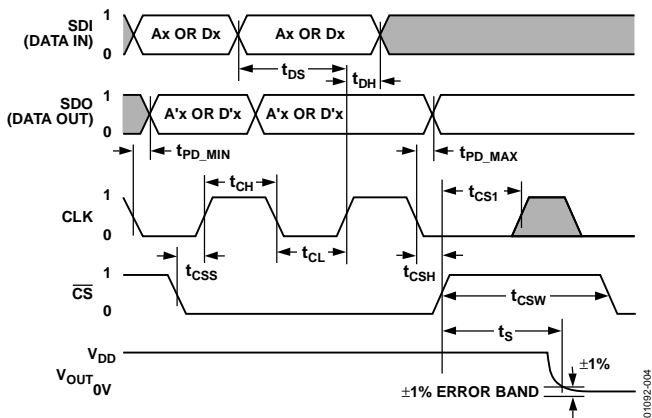 SDI
(DATA IN)
1
0
Ax OR Dx
Ax OR Dx
tDS
tDH
SDO
(DATA OUT)
1
0
A'x OR D'x
A'x OR D'x
tPD_MIN
tPD_MAX
tCH
tCS1
CLK
1
0
tCL
tCSS
tCSH
CS
1
0
tCSW
tS
VDD
VOUT
0V
±1%
±1% ERROR BAND
01092-004